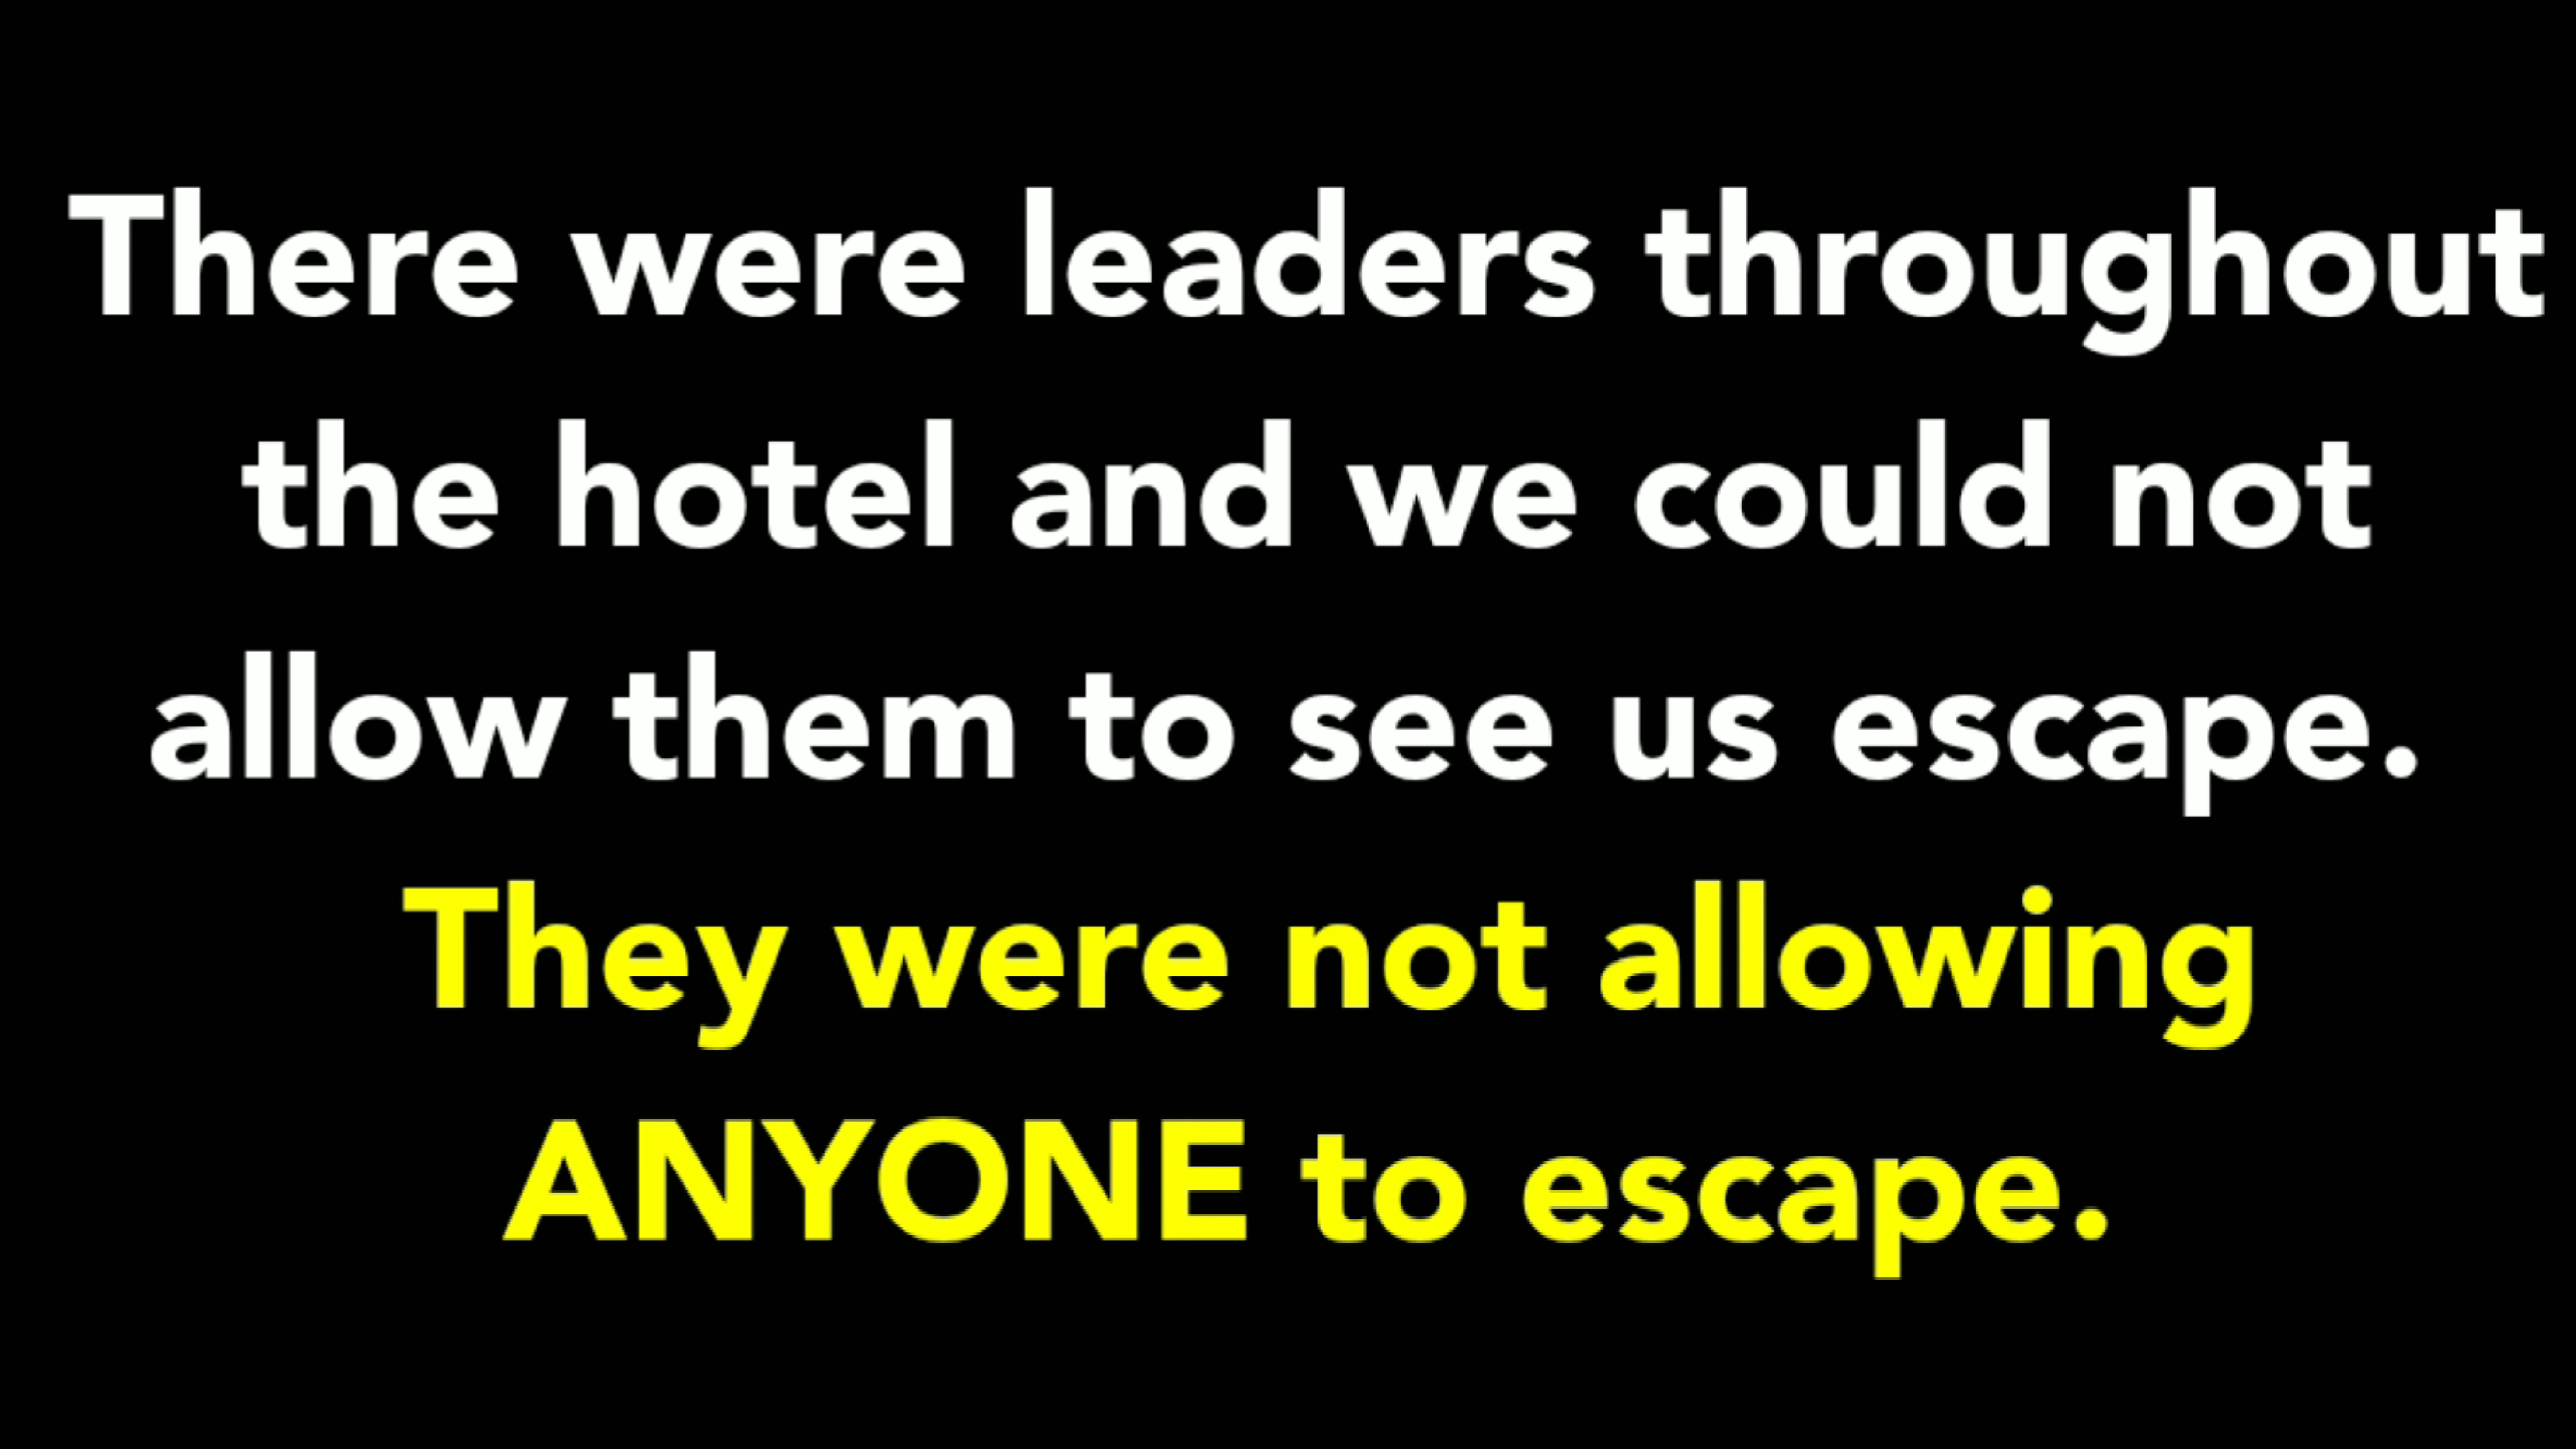 There were leaders throughout
the hotel and we could not
allow them to see us escape.
They were not allowing
ANYONE to escape.